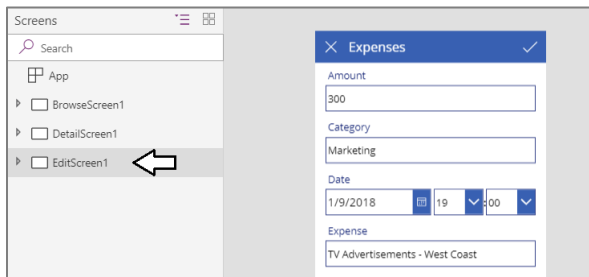 Screens
Search
App
BrowseScreen1
DetailScreen1
EditScreen1
Expenses
Amount
300
Category
Marketing
Date
1/9/2018 19 : 00
Expense
TV Advertisements - West Coast